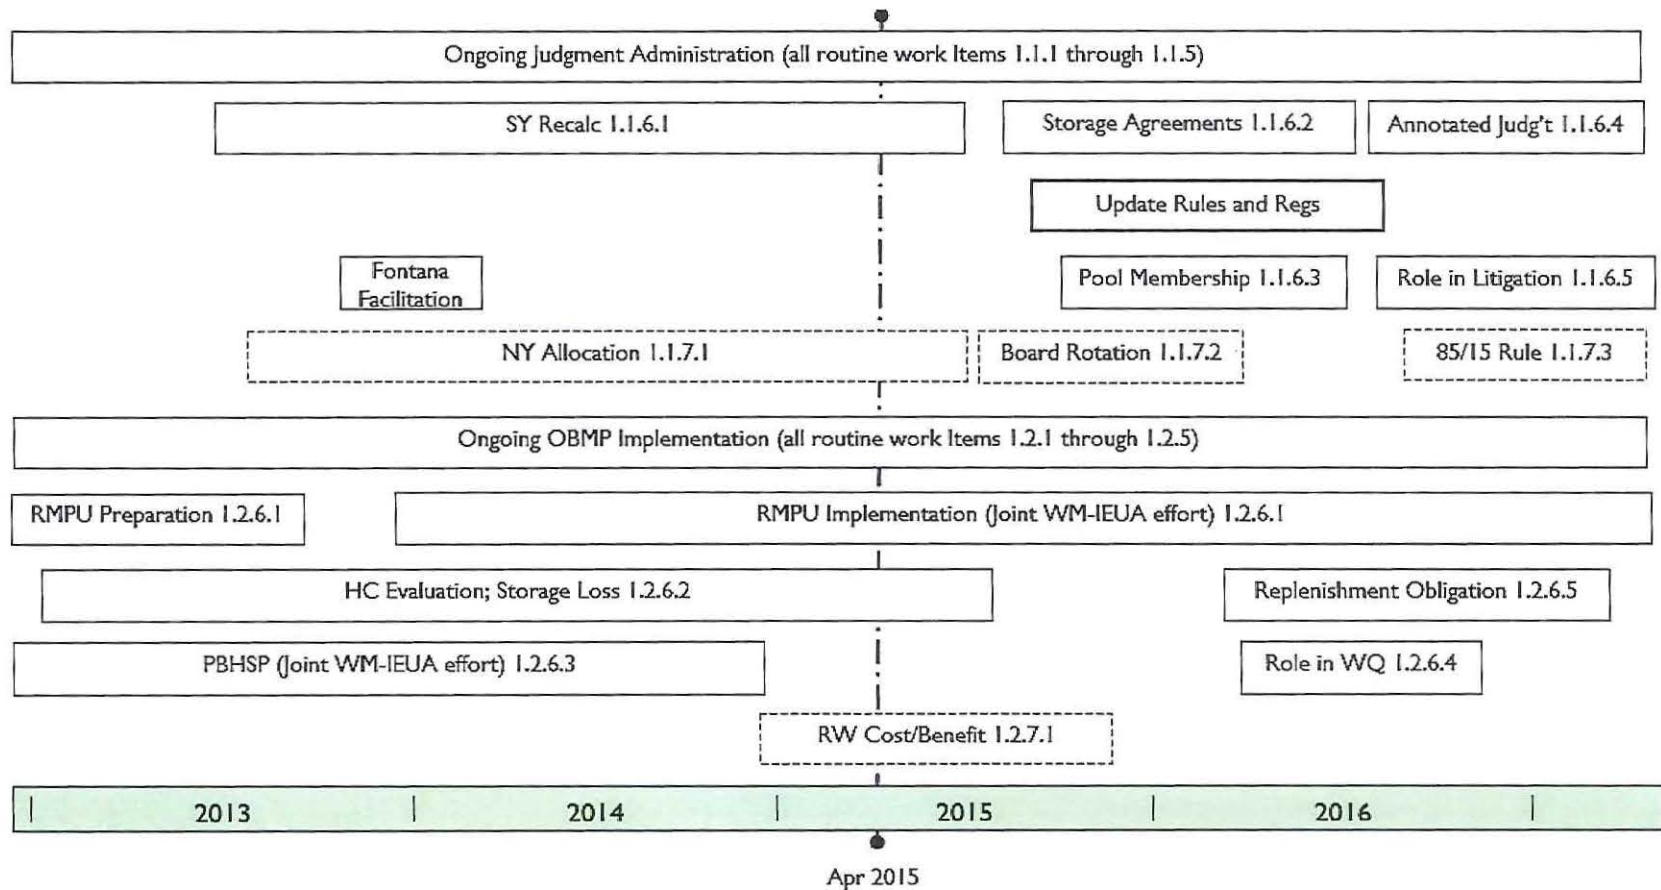 Ongoing Judgment Administration (all routine work Items 1.1.1 through 1.1.5)
SY Recalc 1.1.6.1
Storage Agreements 1.1.6.2
Annotated Judg't 1.1.6.4
Update Rules and Regs
Fontana
Facilitation
Pool Membership 1.1.6.3
Role in Litigation 1.1.6.5
NY Allocation 1.1.7.1
Board Rotation 1.1.7.2
85/15 Rule 1.1.7.3
Ongoing OBMP Implementation (all routine work Items 1.2.1 through 1.2.5)
RMPU Preparation 1.2.6.1
RMPU Implementation (Joint WM-IEUA effort) 1.2.6.1
HC Evaluation; Storage Loss 1.2.6.2
Replenishment Obligation 1.2.6.5
PBHSP (Joint WM-IEUA effort) 1.2.6.3
Role in WQ 1.2.6.4
RW Cost/Benefit 1.2.7.1
2013
2014
2015
2016
Apr 2015